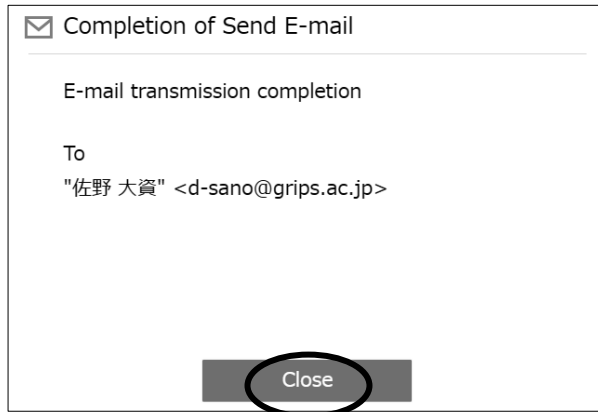 Completion of Send E-mail
E-mail transmission completion
To
"佐野 大資" <d-sano@grips.ac.jp>
Close